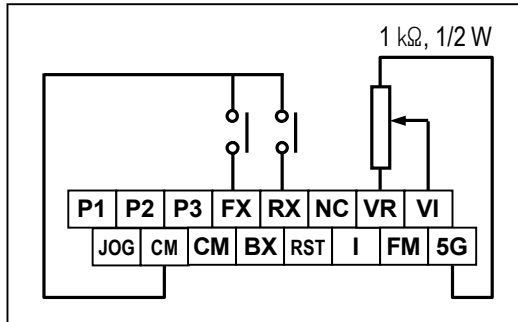 1 kΩ, 1/2 W
P1 P2 P3 FX RX NC VR VI
JOG CM CM BX RST I FM 5G